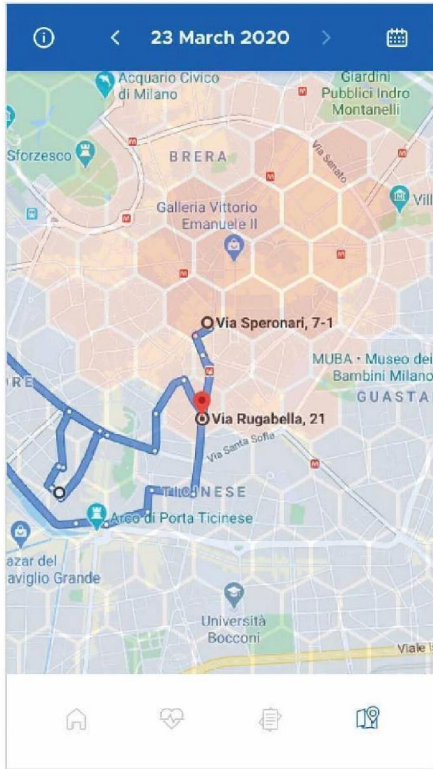 23 March 2020
Acquario Civico
di Milano
Giardini
Pubblici Indro
Montanelli
Sforzesco
BRERA
Via Senato
Galleria Vittorio
Emanuele II
Vill
Via Speronari, 7-1
MUBA • Museo dei
Bambini Milano
ORE
GUASTA
Via Rugabella, 21
Via Santa Sofia
TICINESE
Arco di Porta Ticinese
azar del
aviglio Grande
Università
Bocconi
Viale I